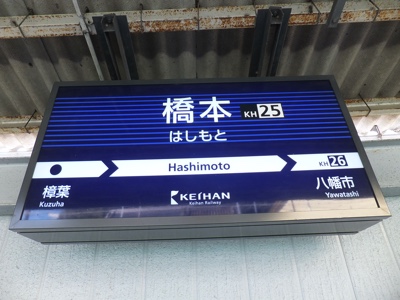 橋本 KH 25
はしもと
Hashimoto
KH 26
樟葉 八幡市
Kuzuha Yawatashi
KEIHAN
Keihan Railway